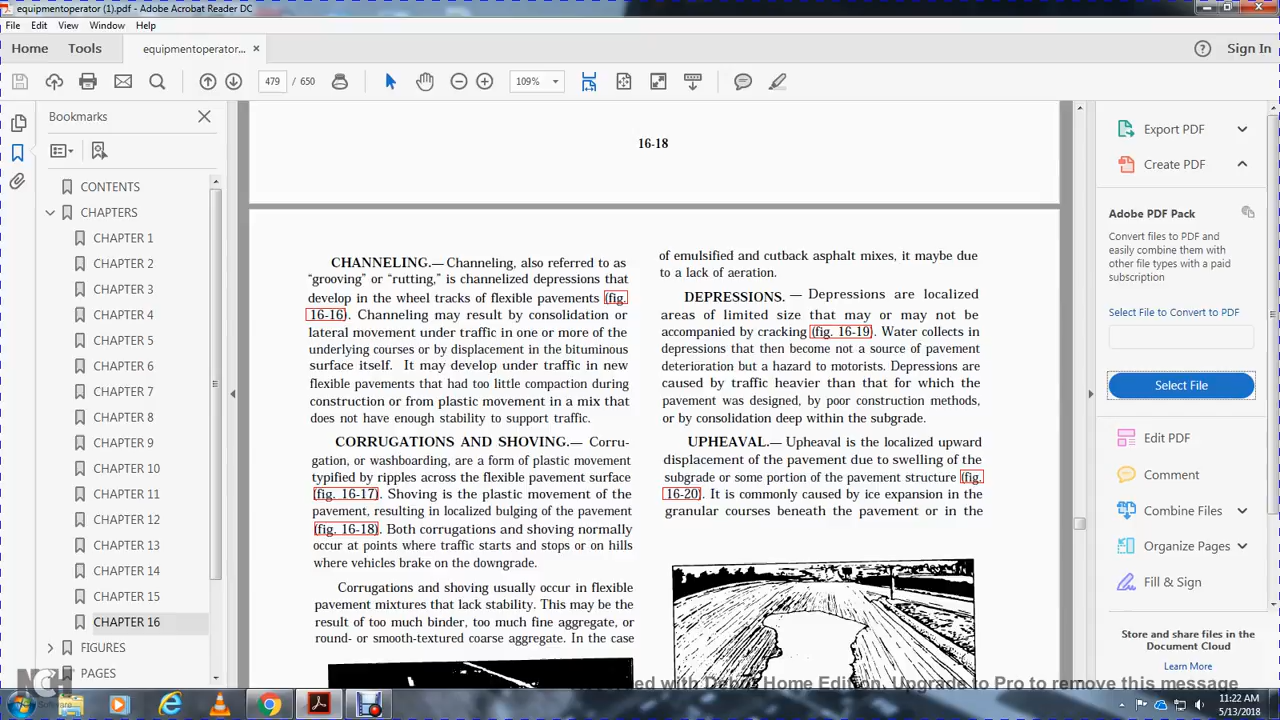 equipmentoperator (1).pdf - Adobe Acrobat Reader DC
File Edit View Window Help
Home Tools equipmentoperator... × Sign In
479 / 650 109%
Bookmarks
CONTENTS
CHAPTERS
CHAPTER 1
CHAPTER 2
CHAPTER 3
CHAPTER 4
CHAPTER 5
CHAPTER 6
CHAPTER 7
CHAPTER 8
CHAPTER 9
CHAPTER 10
CHAPTER 11
CHAPTER 12
CHAPTER 13
CHAPTER 14
CHAPTER 15
CHAPTER 16
FIGURES
PAGES
16-18
CHANNELING.— Channeling, also referred to as
“grooving” or “rutting,” is channelized depressions that
develop in the wheel tracks of flexible pavements (fig.
16-16). Channeling may result by consolidation or
lateral movement under traffic in one or more of the
underlying courses or by displacement in the bituminous
surface itself. It may develop under traffic in new
flexible pavements that had too little compaction during
construction or from plastic movement in a mix that
does not have enough stability to support traffic.
CORRUGATIONS AND SHOVING.— Corru-
gation, or washboarding, are a form of plastic movement
typified by ripples across the flexible pavement surface
(fig. 16-17). Shoving is the plastic movement of the
pavement, resulting in localized bulging of the pavement
(fig. 16-18). Both corrugations and shoving normally
occur at points where traffic starts and stops or on hills
where vehicles brake on the downgrade.
Corrugations and shoving usually occur in flexible
pavement mixtures that lack stability. This may be the
result of too much binder, too much fine aggregate, or
round- or smooth-textured coarse aggregate. In the case
of emulsified and cutback asphalt mixes, it maybe due
to a lack of aeration.
DEPRESSIONS. — Depressions are localized
areas of limited size that may or may not be
accompanied by cracking (fig. 16-19). Water collects in
depressions that then become not a source of pavement
deterioration but a hazard to motorists. Depressions are
caused by traffic heavier than that for which the
pavement was designed, by poor construction methods,
or by consolidation deep within the subgrade.
UPHEAVAL.— Upheaval is the localized upward
displacement of the pavement due to swelling of the
subgrade or some portion of the pavement structure (fig.
16-20). It is commonly caused by ice expansion in the
granular courses beneath the pavement or in the
Export PDF
Create PDF
Adobe PDF Pack
Convert files to PDF and
easily combine them with
other file types with a paid
subscription
Select File to Convert to PDF
Select File
Edit PDF
Comment
Combine Files
Organize Pages
Fill & Sign
Store and share files in the
Document Cloud
Learn More
NCH
Software
with Home Edition. Upgrade to Pro to remove this message
11:22 AM
5/13/2018